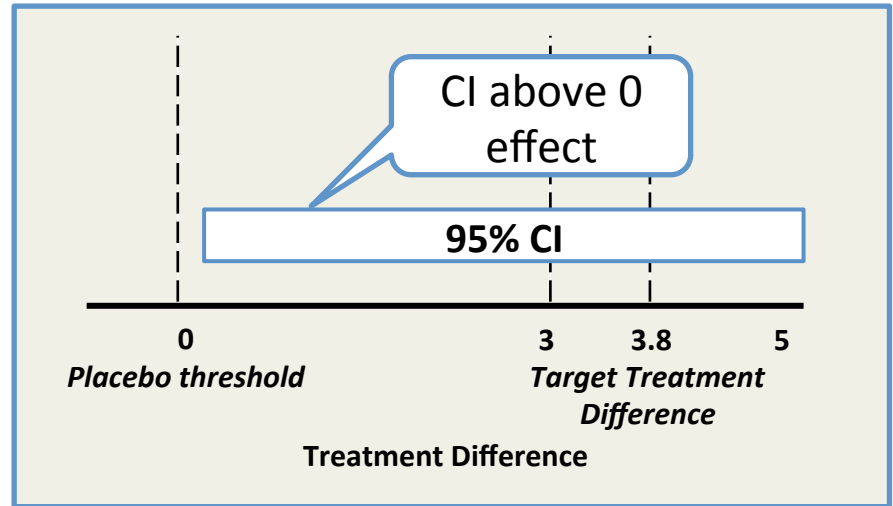 CI above 0
effect
95% CI
0 3 3.8 5
Placebo threshold Target Treatment
Difference
Treatment Difference